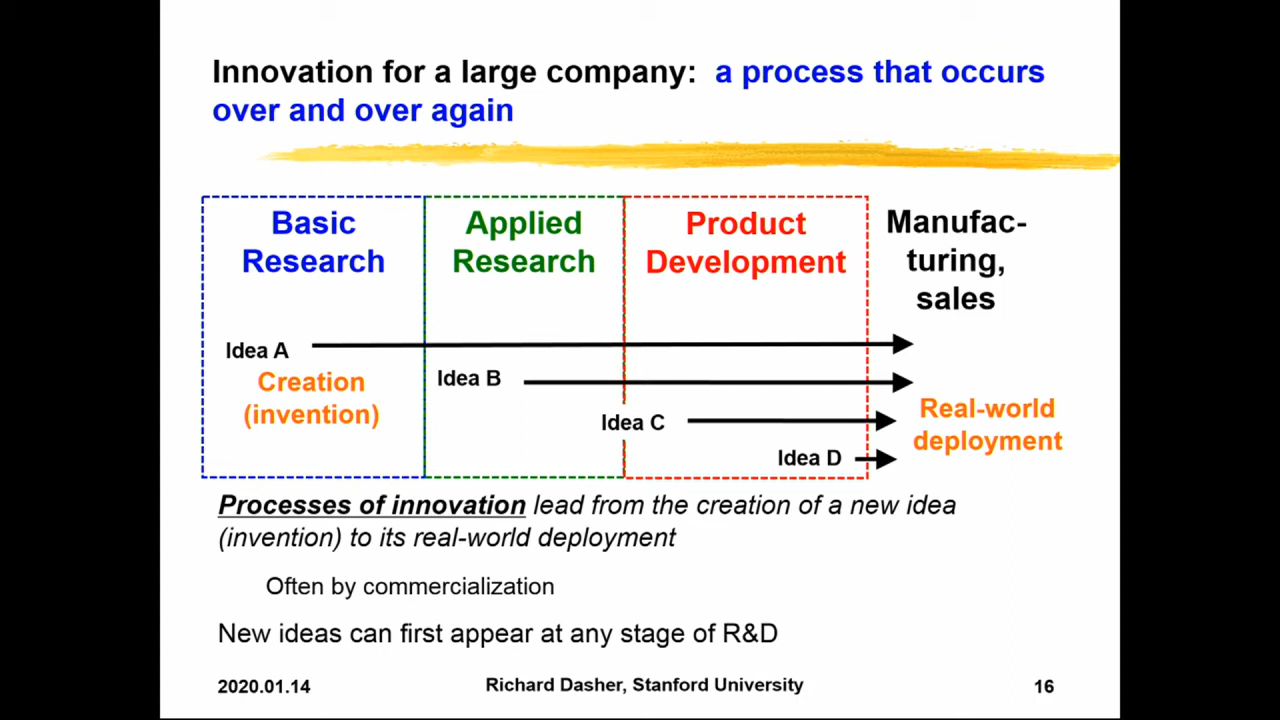 Innovation for a large company: a process that occurs
over and over again
Basic
Research
Applied
Research
Product
Development
Manufac-
turing,
sales
Idea A
Creation
(invention)
Idea B
Idea C
Idea D
Real-world
deployment
Processes of innovation lead from the creation of a new idea
(invention) to its real-world deployment
Often by commercialization
New ideas can first appear at any stage of R&D
2020.01.14
Richard Dasher, Stanford University
16